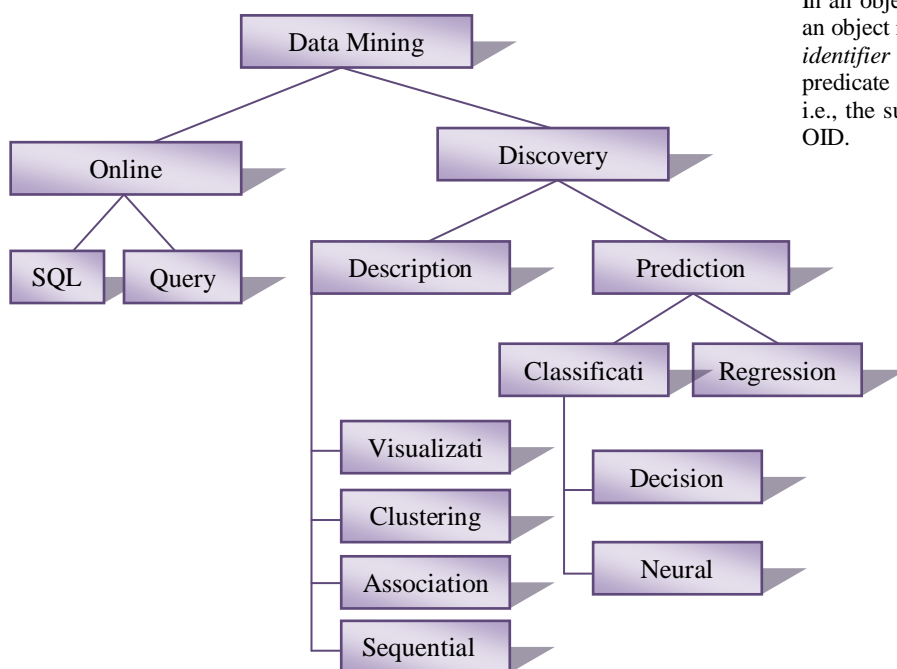 Data Mining
Online
Discovery
SQL
Query
Description
Prediction
Classificati
Regression
Visualizati
Clustering
Association
Sequential
Decision
Neural
In an obje
an object
identifier
predicate
i.e., the su
OID.